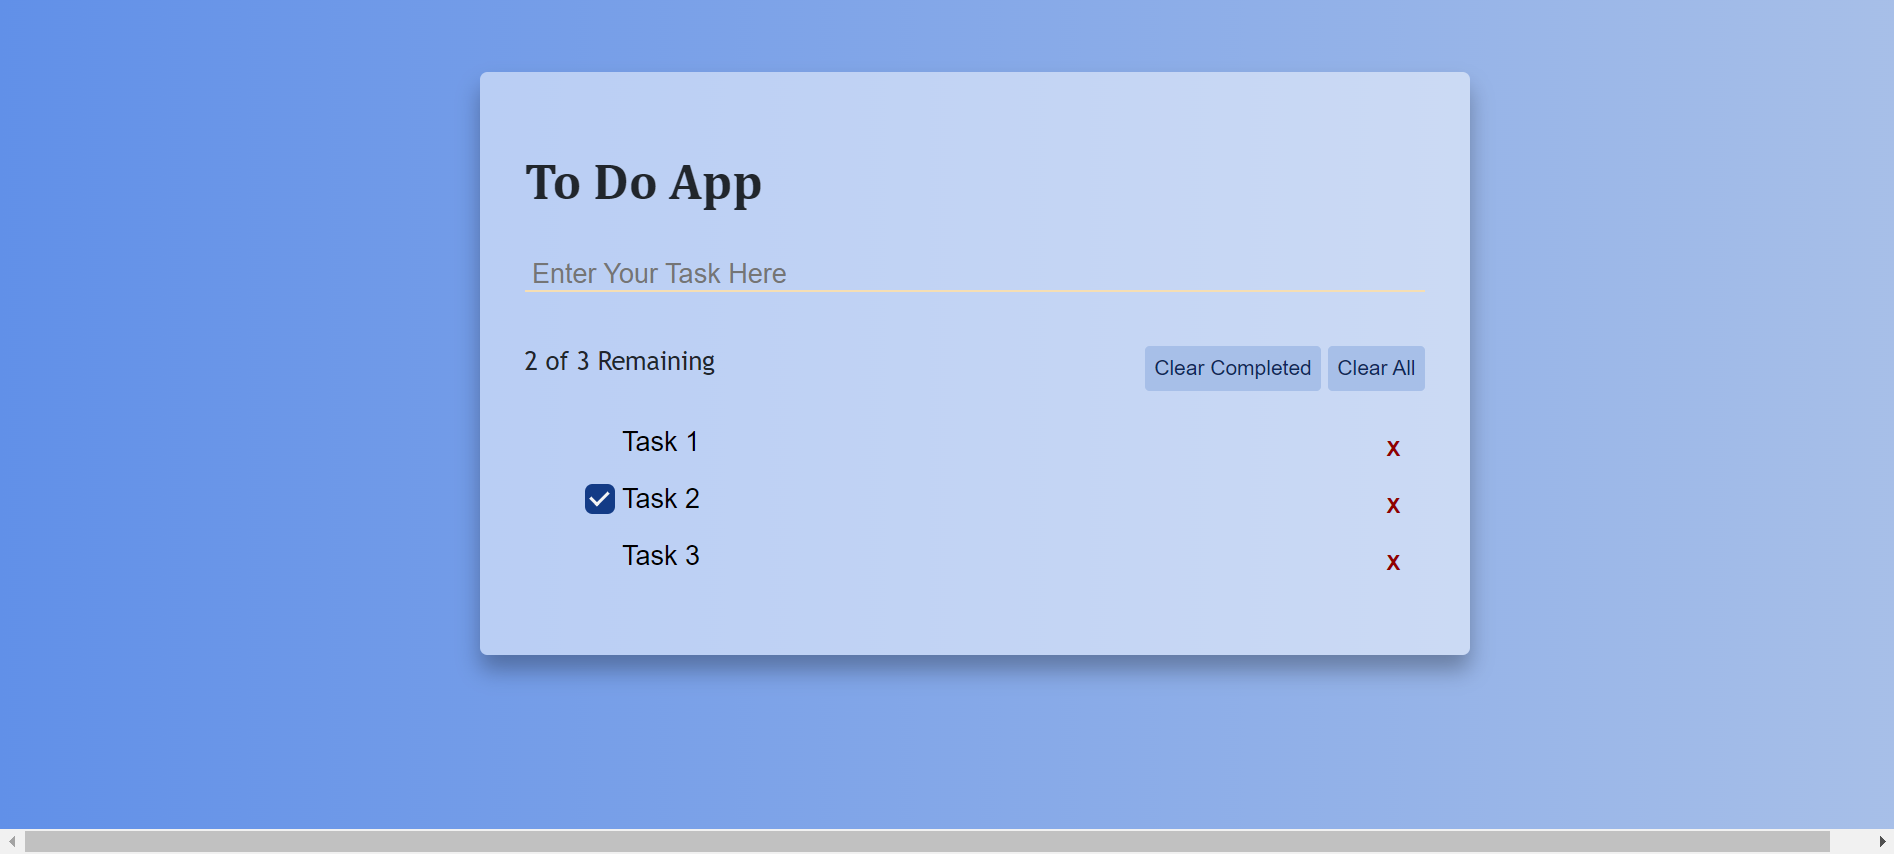 To Do App
Enter Your Task Here
2 of 3 Remaining
Clear Completed
Clear All
Task 1 x
Task 2 x
Task 3 x